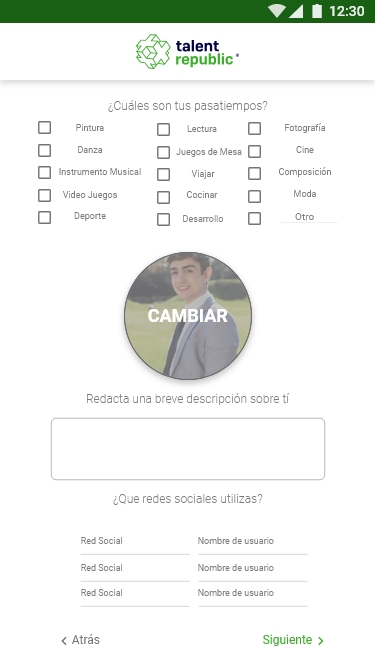 12:30
talent
republic
¿Cuáles son tus pasatiempos?
Pintura Lectura Fotografía
Danza Juegos de Mesa Cine
Instrumento Musical Viajar Composición
Video Juegos Cocinar Moda
Deporte Desarrollo Otro
CAMBIAR
Redacta una breve descripción sobre tí
¿Que redes sociales utilizas?
Red Social Nombre de usuario
Red Social Nombre de usuario
Red Social Nombre de usuario
Atrás Siguiente